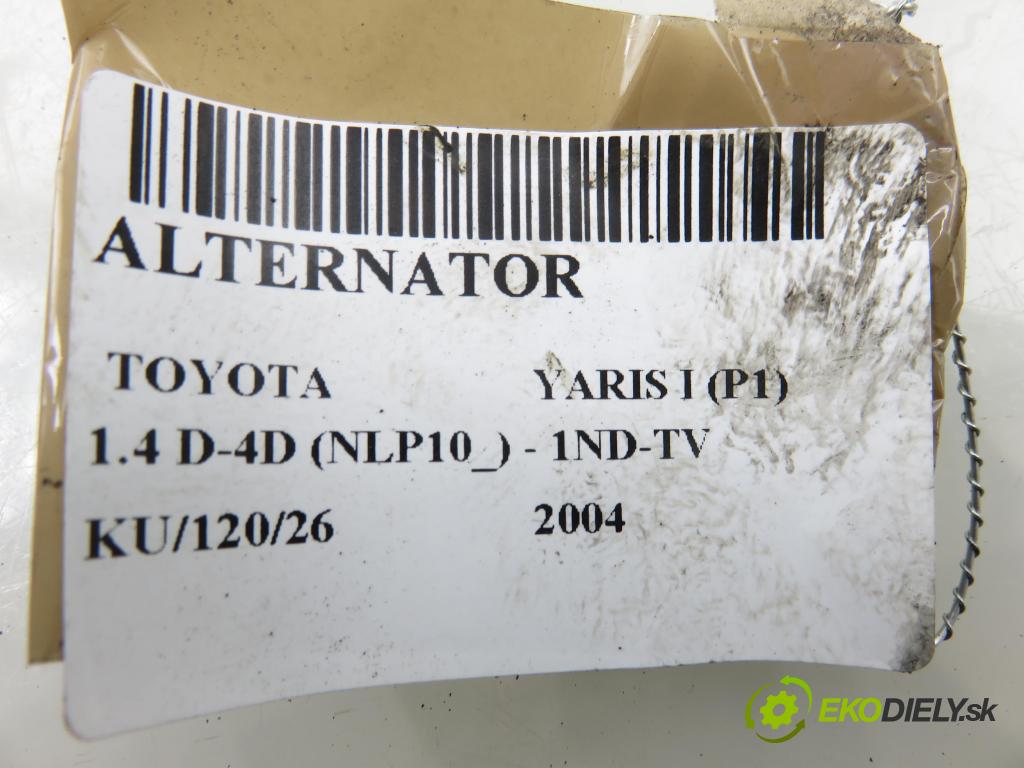 ALTERNATOR
TOYOTA YARIS I (P1)
1.4 D-4D (NLP10_) - 1ND-TV
KU/120/26 2004
EKODIELY.sk